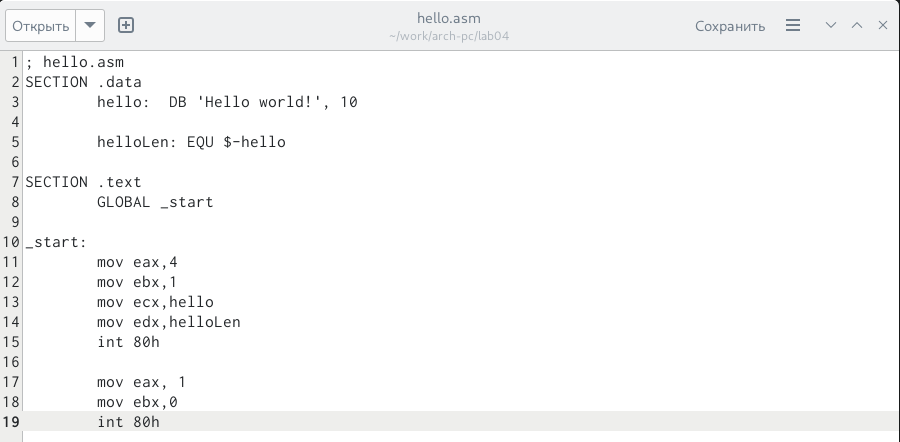 Открыть hello.asm Сохранить
~/work/arch-pc/lab04
1 ; hello.asm
2 SECTION .data
3 hello:  DB 'Hello world!', 10
4
5 helloLen: EQU $-hello
6
7 SECTION .text
8 GLOBAL _start
9
10 _start:
11 mov eax,4
12 mov ebx,1
13 mov ecx,hello
14 mov edx,helloLen
15 int 80h
16
17 mov eax, 1
18 mov ebx,0
19 int 80h